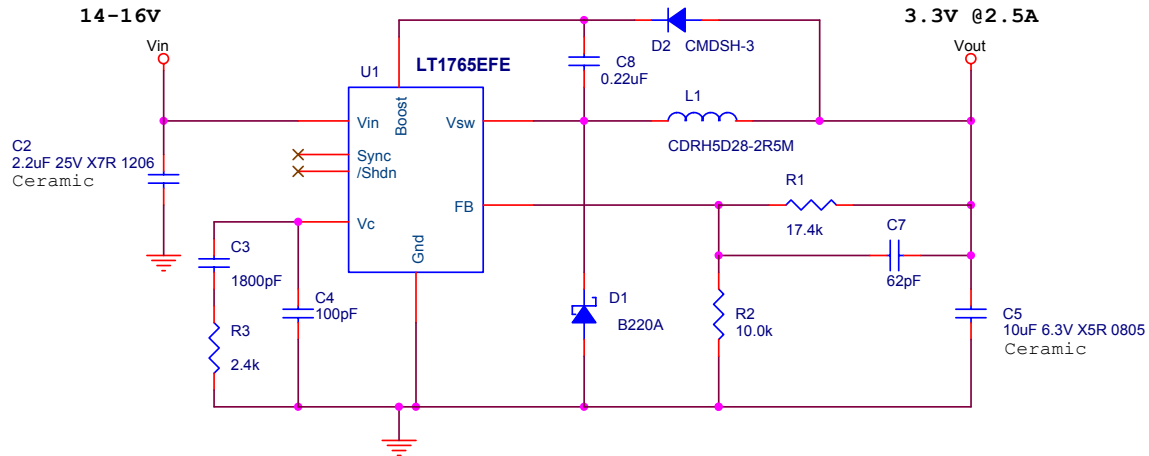 14-16V
3.3V @2.5A
Vin
Vout
D2 CMDSH-3
U1
LT1765EFE
C8
0.22uF
L1
CDRH5D28-2R5M
Vin
Boost
Vsw
Sync
/Shdn
FB
Vc
Gnd
C2
2.2uF 25V X7R 1206
Ceramic
R1
17.4k
C7
62pF
C3
1800pF
C4
100pF
R3
2.4k
D1
B220A
R2
10.0k
C5
10uF 6.3V X5R 0805
Ceramic